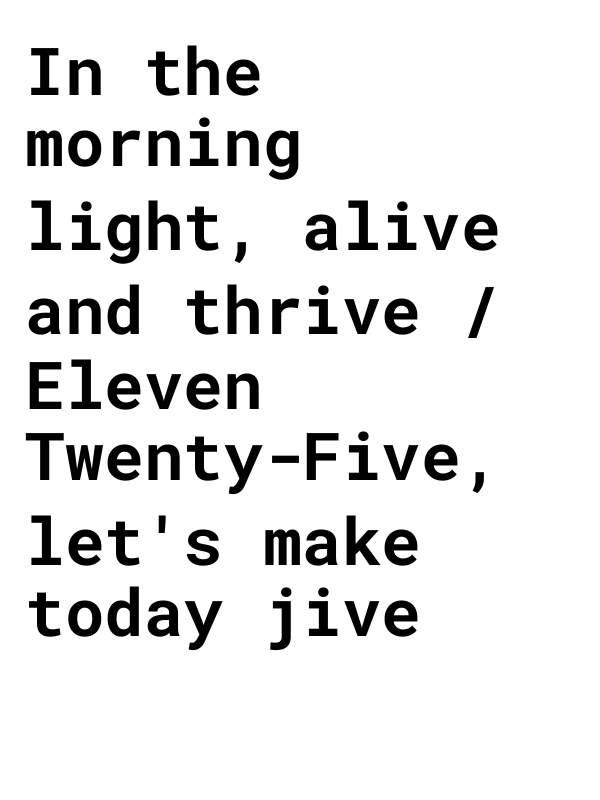 In the
morning
light, alive
and thrive /
Eleven
Twenty-Five,
let's make
today jive